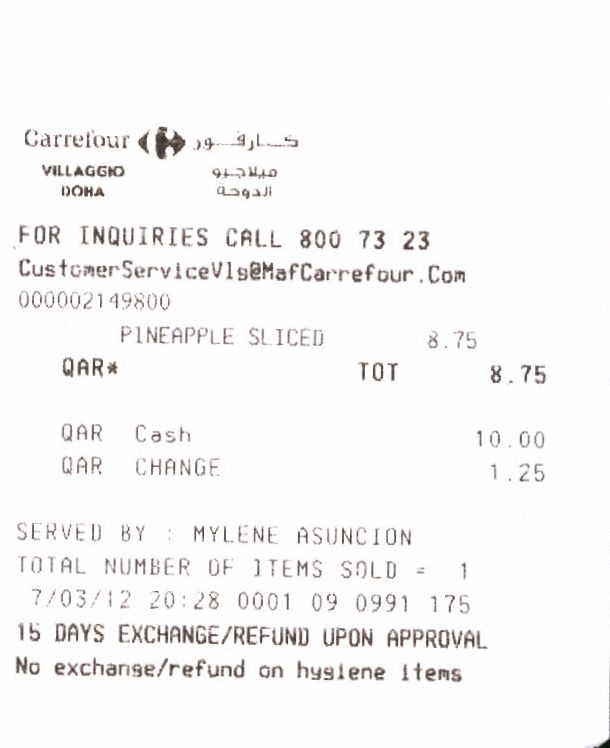 Carrefour كارفور
VILLAGGIO فيلاجيو
DOHA الدوحة
FOR INQUIRIES CALL 800 73 23
CustomerServiceVls@MafCarrefour.Com
000002149800
PINEAPPLE SLICED 8.75
QAR* TOT 8.75
QAR Cash 10.00
QAR CHANGE 1.25
SERVED BY : MYLENE ASUNCION
TOTAL NUMBER OF ITEMS SOLD = 1
7/03/12 20:28 0001 09 0991 175
15 DAYS EXCHANGE/REFUND UPON APPROVAL
No exchange/refund on hygiene items